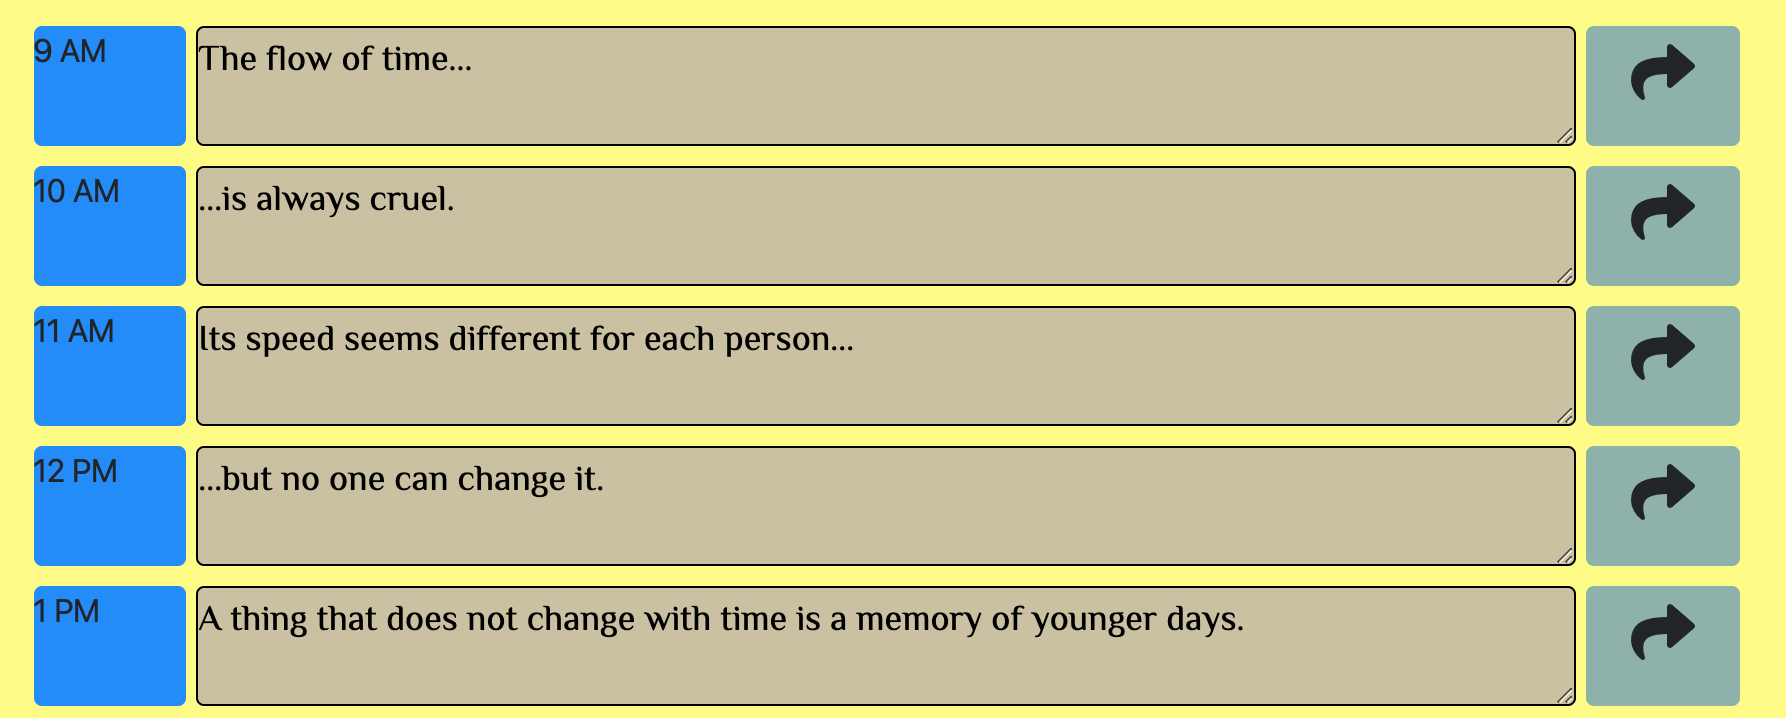 9 AM
The flow of time...
10 AM
...is always cruel.
11 AM
Its speed seems different for each person...
12 PM
...but no one can change it.
1 PM
A thing that does not change with time is a memory of younger days.